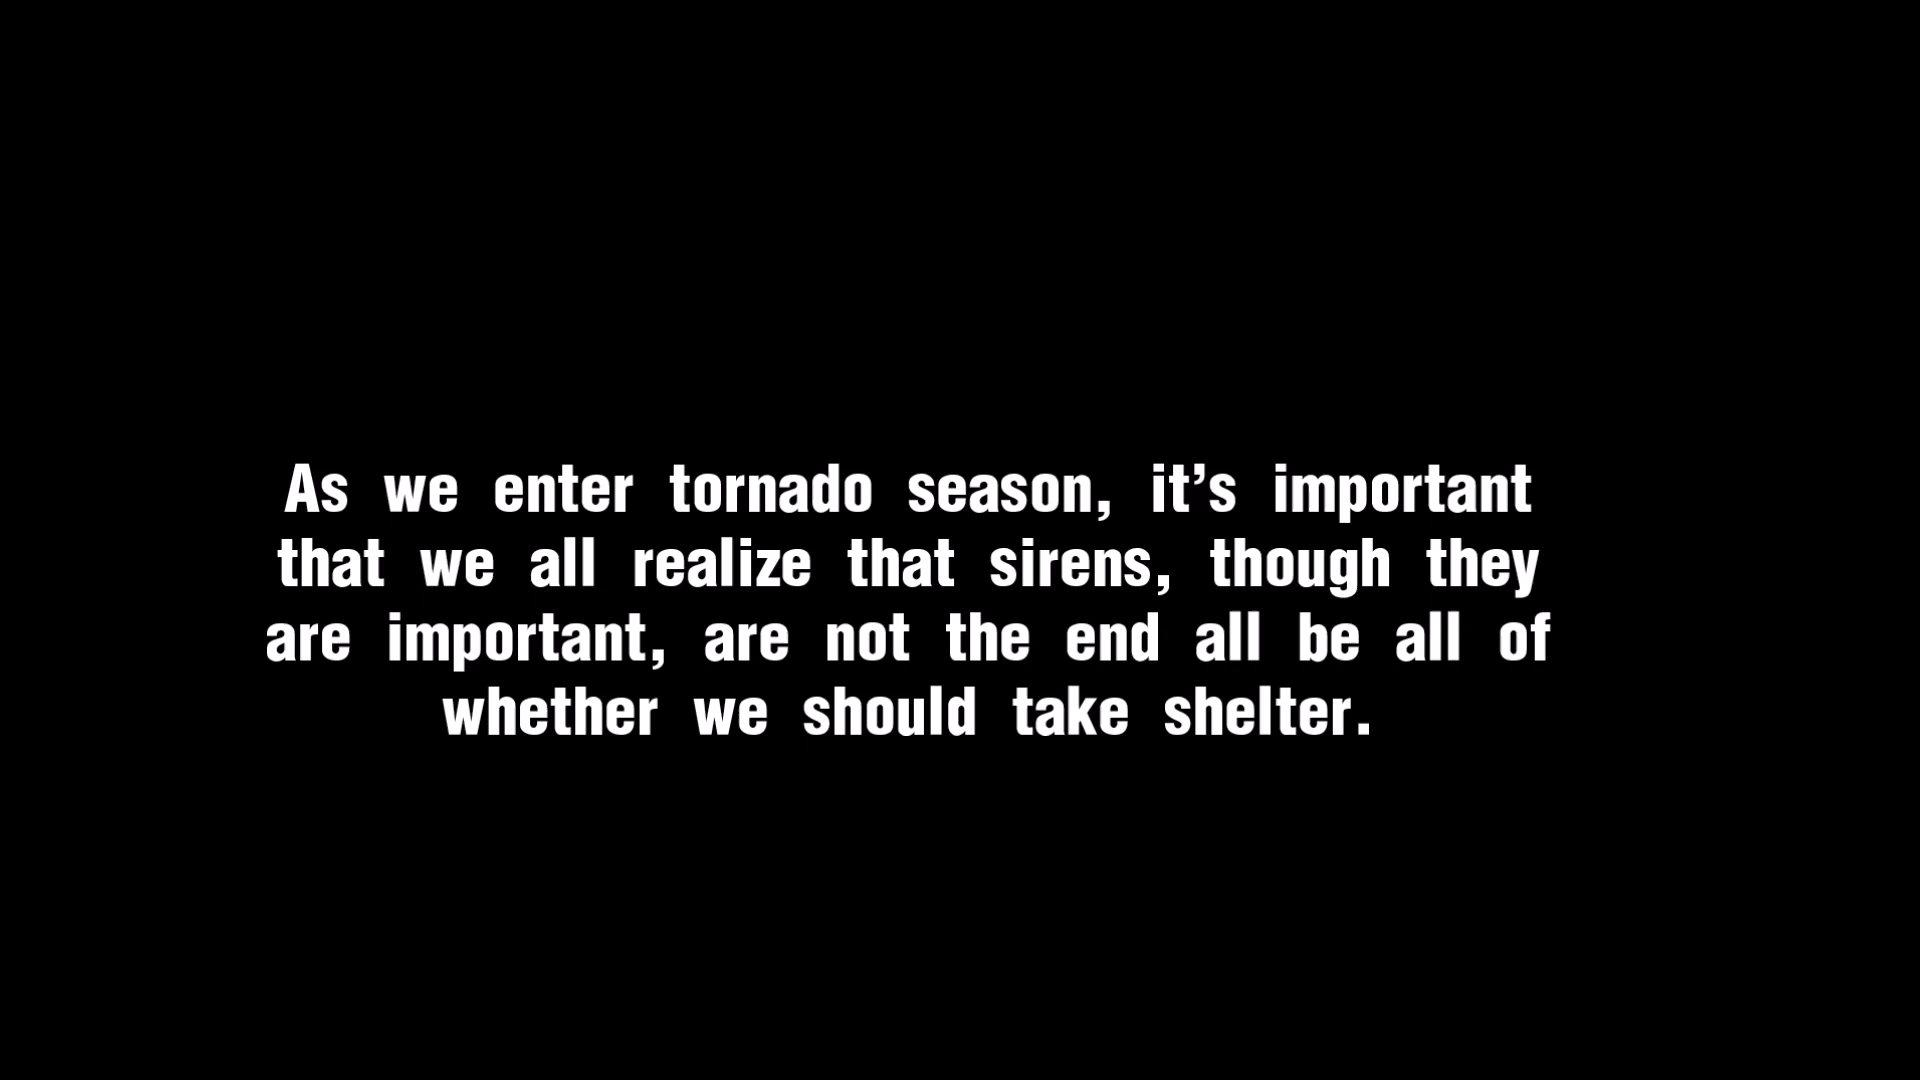 As we enter tornado season, it’s important
that we all realize that sirens, though they
are important, are not the end all be all of
whether we should take shelter.